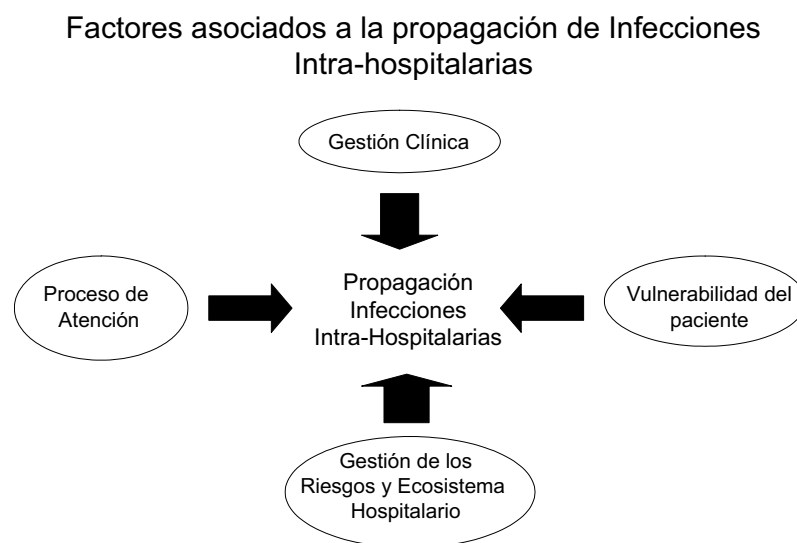 Factores asociados a la propagación de Infecciones
Intra-hospitalarias
Gestión Clínica
Proceso de
Atención
Propagación
Infecciones
Intra-Hospitalarias
Vulnerabilidad del
paciente
Gestión de los
Riesgos y Ecosistema
Hospitalario